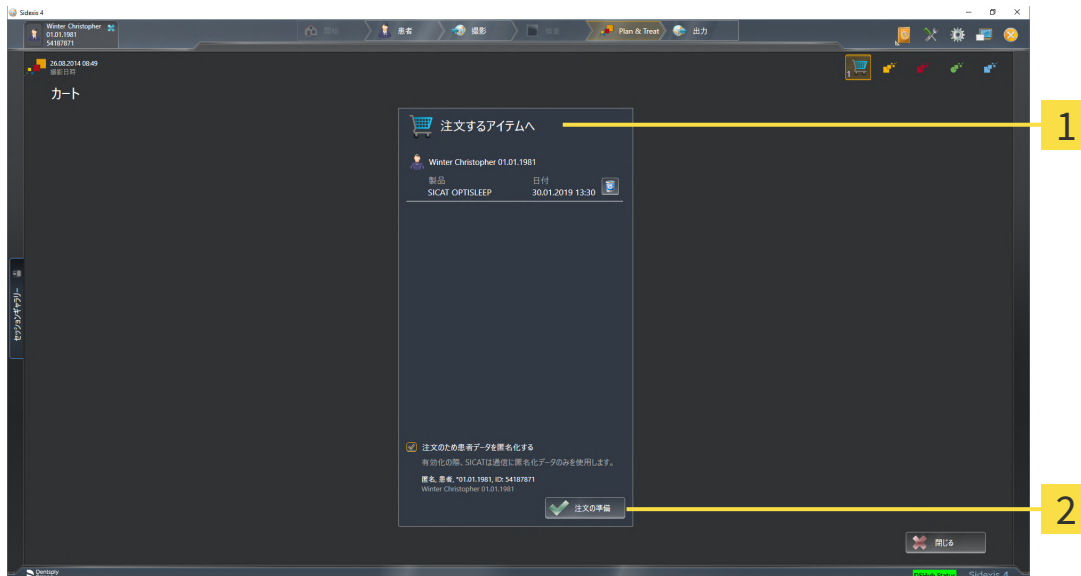 Sidexis 4
Winter Christopher
01.01.1981
54187871
患者
撮影
Plan & Treat
出力
26.08.2014 08:49
撮影日時
1
カート
注文するアイテムへ
1
Winter Christopher 01.01.1981
製品 日付
SICAT OPTISLEEP 30.01.2019 13:30
セッションギャラリー
注文のため患者データを匿名化する
有効化の際、SICATは通信に匿名化データのみを使用します。
匿名, 患者, *01.01.1981, ID: 54187871
Winter Christopher 01.01.1981
注文の準備
2
閉じる
Dentsply
DSHub Status
Sidexis 4